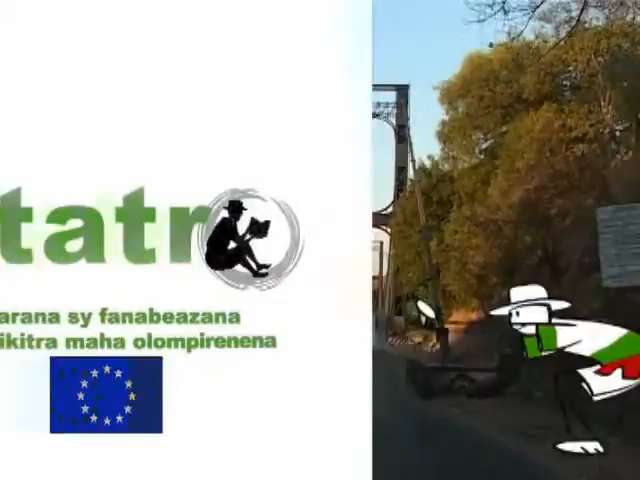 tatr
arana sy fanabeazana
ikitra maha olompirenena